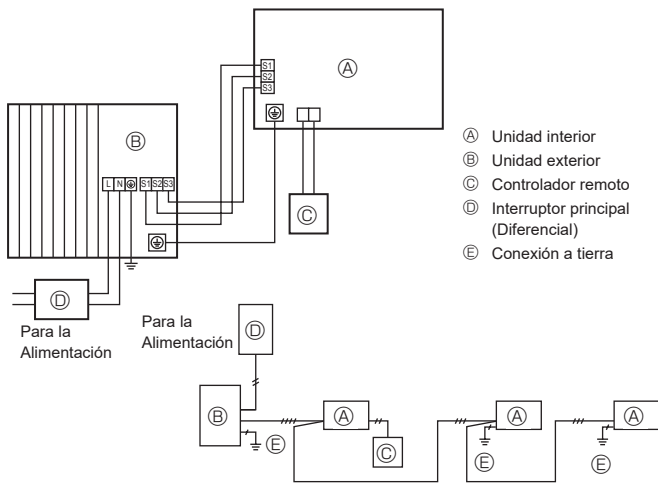 S1
S2
S3
Ⓐ
Ⓑ
L N S1 S2 S3
Ⓒ
Ⓓ
Para la
Alimentación
Ⓐ Unidad interior
Ⓑ Unidad exterior
Ⓒ Controlador remoto
Ⓓ Interruptor principal
(Diferencial)
Ⓔ Conexión a tierra
Para la
Alimentación
Ⓓ
Ⓑ
Ⓔ
Ⓐ
Ⓒ
Ⓐ
Ⓔ
Ⓐ
Ⓔ